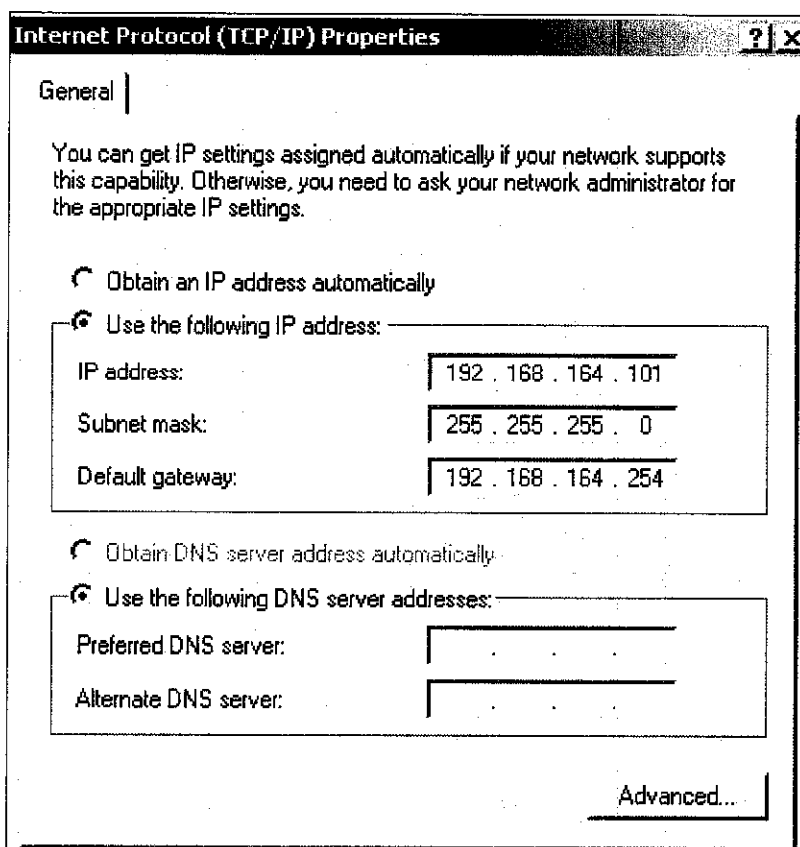 Internet Protocol (TCP/IP) Properties
? X
General
You can get IP settings assigned automatically if your network supports
this capability. Otherwise, you need to ask your network administrator for
the appropriate IP settings.
Obtain an IP address automatically
Use the following IP address:
IP address: 192 . 168 . 164 . 101
Subnet mask: 255 . 255 . 255 . 0
Default gateway: 192 . 168 . 164 . 254
Obtain DNS server address automatically
Use the following DNS server addresses:
Preferred DNS server: . . .
Alternate DNS server: . . .
Advanced...